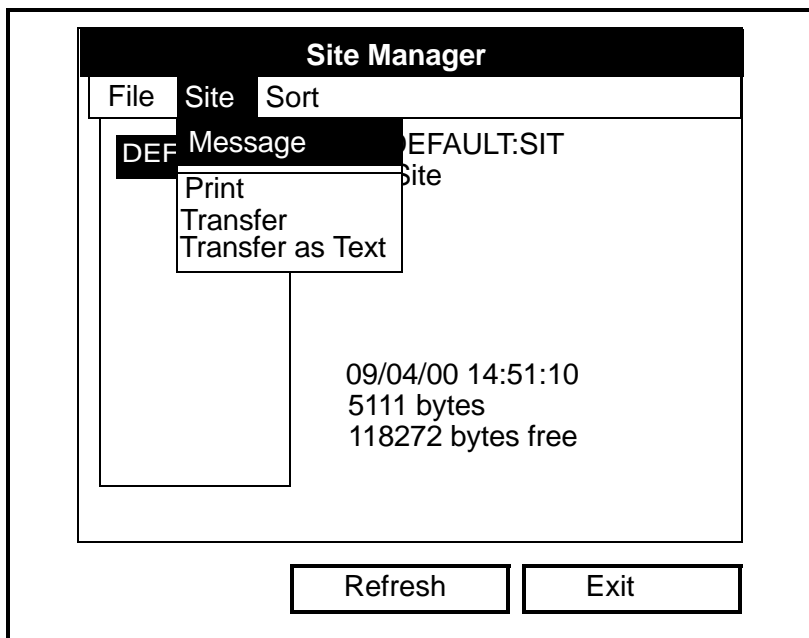 Site Manager
File Site Sort
DEF Message EFAULT:SIT
Site
Print
Transfer
Transfer as Text
09/04/00 14:51:10
5111 bytes
118272 bytes free
Refresh Exit